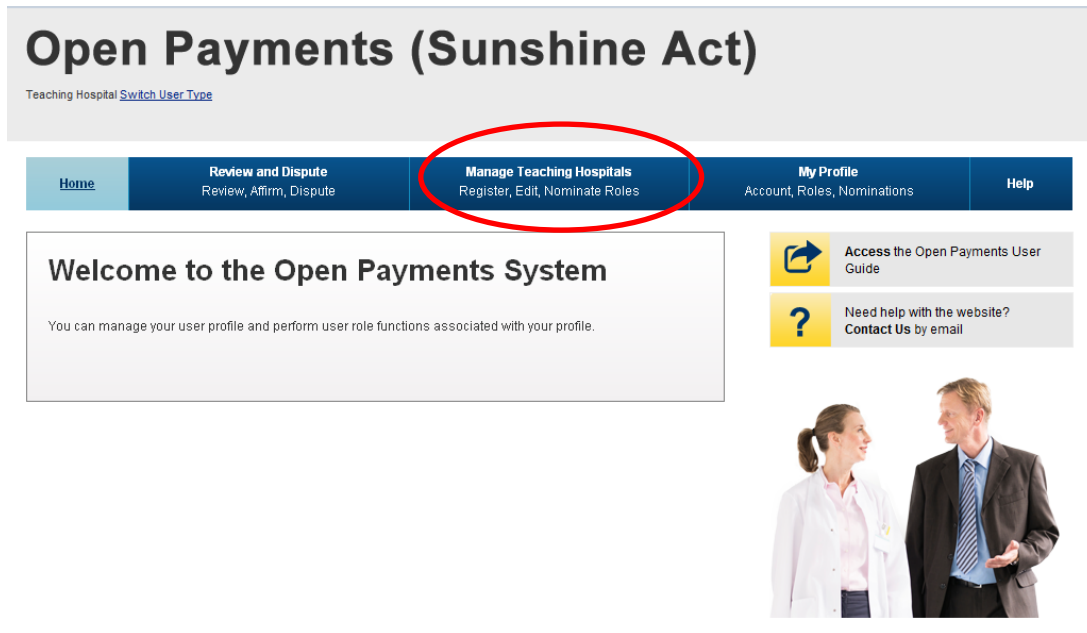 Open Payments (Sunshine Act)
Teaching Hospital Switch User Type
Home
Review and Dispute
Review, Affirm, Dispute
Manage Teaching Hospitals
Register, Edit, Nominate Roles
My Profile
Account, Roles, Nominations
Help
Welcome to the Open Payments System
You can manage your user profile and perform user role functions associated with your profile.
Access the Open Payments User
Guide
?
Need help with the website?
Contact Us by email